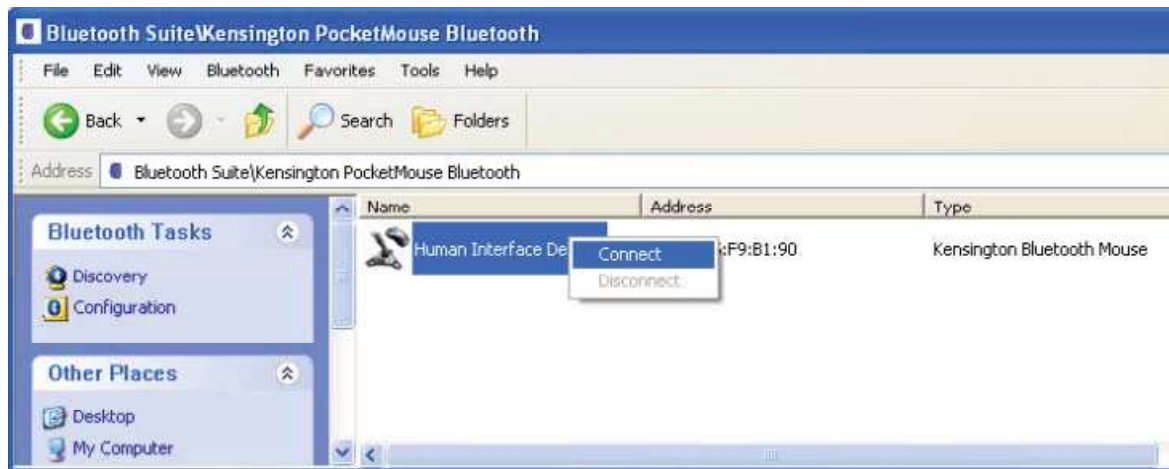 Bluetooth Suite\Kensington PocketMouse Bluetooth
File Edit View Bluetooth Favorites Tools Help
Back Search Folders
Address Bluetooth Suite\Kensington PocketMouse Bluetooth
Name Address Type
Bluetooth Tasks
Human Interface De :F9:B1:90 Kensington Bluetooth Mouse
Connect
Disconnect
Discovery
Configuration
Other Places
Desktop
My Computer